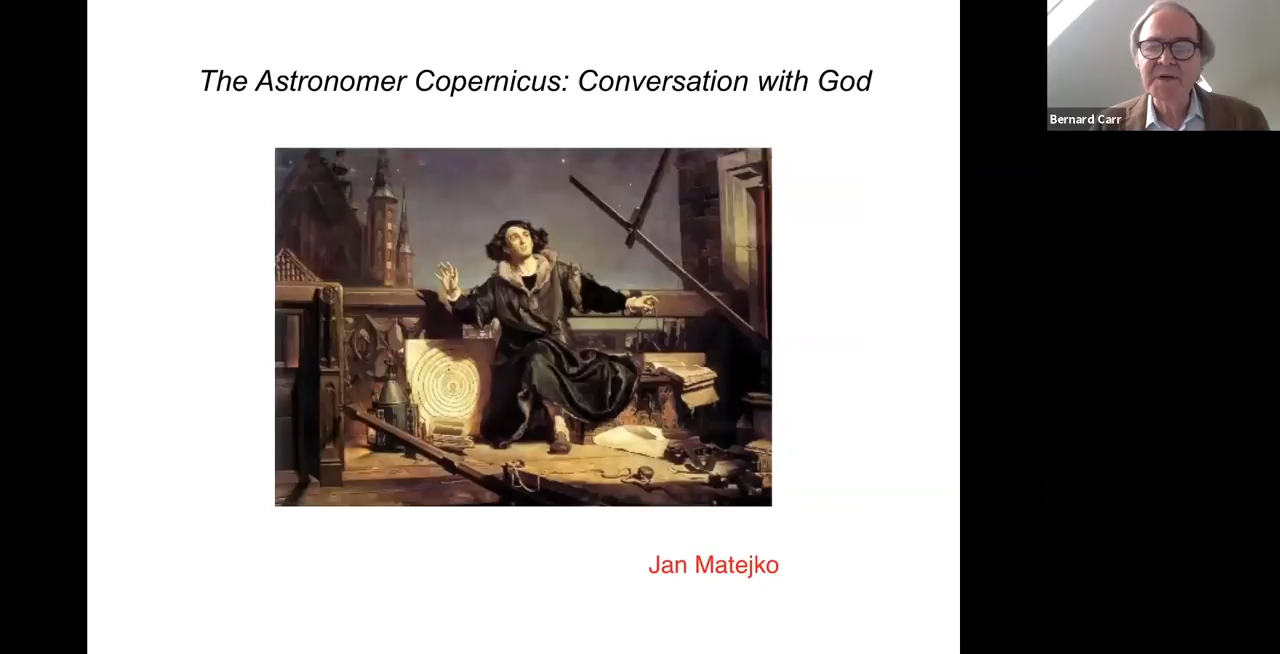 The Astronomer Copernicus: Conversation with God
Bernard Carr
Jan Matejko